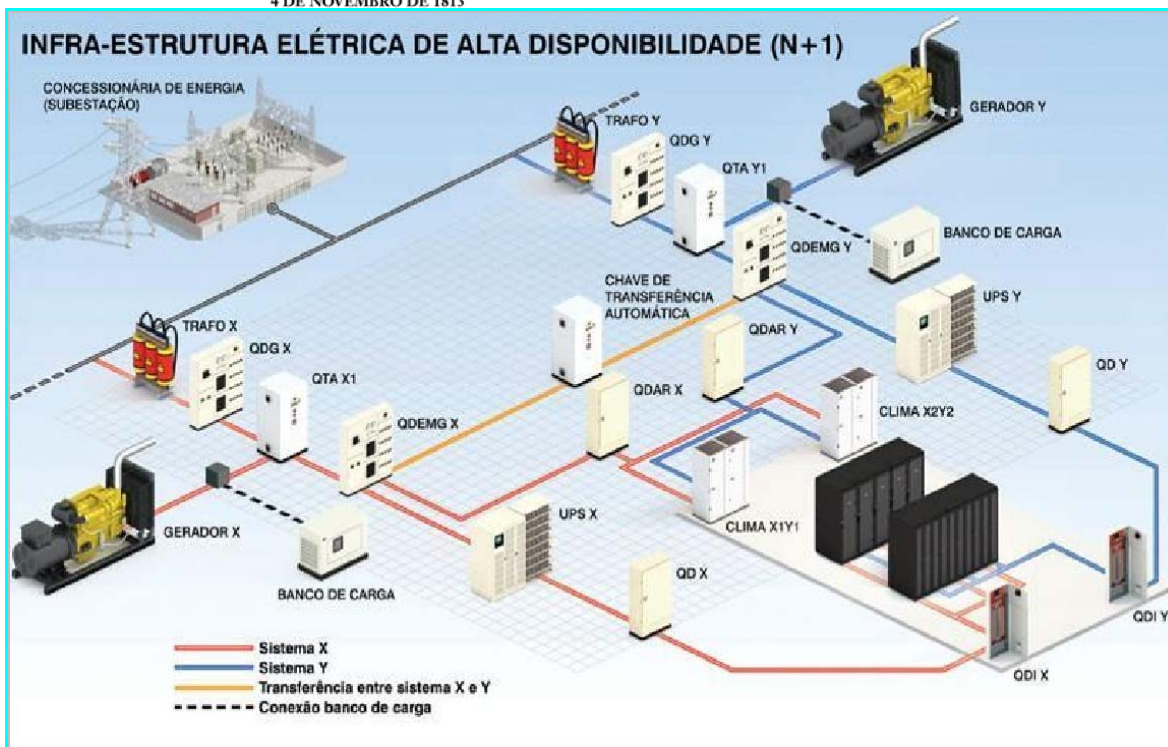 4 DE NOVEMBRO DE 1813
INFRA-ESTRUTURA ELÉTRICA DE ALTA DISPONIBILIDADE (N+1)
CONCESSIONÁRIA DE ENERGIA
(SUBESTAÇÃO)
TRAFO Y
QDG Y
QTA Y1
GERADOR Y
BANCO DE CARGA
QDEMG Y
CHAVE DE
TRANSFERÊNCIA
AUTOMÁTICA
UPS Y
TRAFO X
QDG X
QTA X1
QDEMG X
QDAR Y
QDAR X
QD Y
CLIMA X2Y2
GERADOR X
UPS X
CLIMA X1Y1
BANCO DE CARGA
QD X
QDI Y
QDI X
Sistema X
Sistema Y
Transferência entre sistema X e Y
Conexão banco de carga